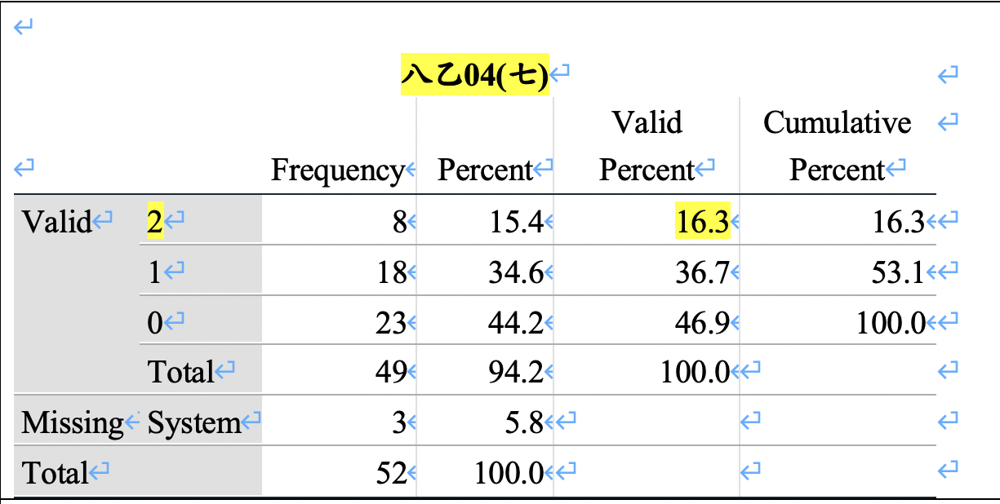 八乙04(七)
Valid Cumulative
Frequency Percent Percent Percent
Valid 2 8 15.4 16.3 16.3
1 18 34.6 36.7 53.1
0 23 44.2 46.9 100.0
Total 49 94.2 100.0
Missing System 3 5.8
Total 52 100.0